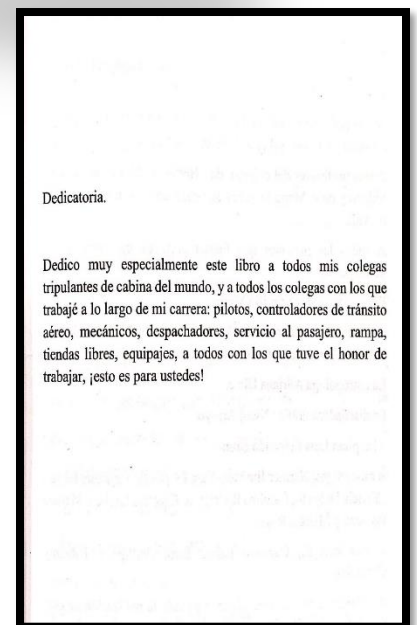 Dedicatoria.
Dedico muy especialmente este libro a todos mis colegas
tripulantes de cabina del mundo, y a todos los colegas con los que
trabajé a lo largo de mi carrera: pilotos, controladores de tránsito
aéreo, mecánicos, despachadores, servicio al pasajero, rampa,
tiendas libres, equipajes, a todos con los que tuve el honor de
trabajar, ¡esto es para ustedes!